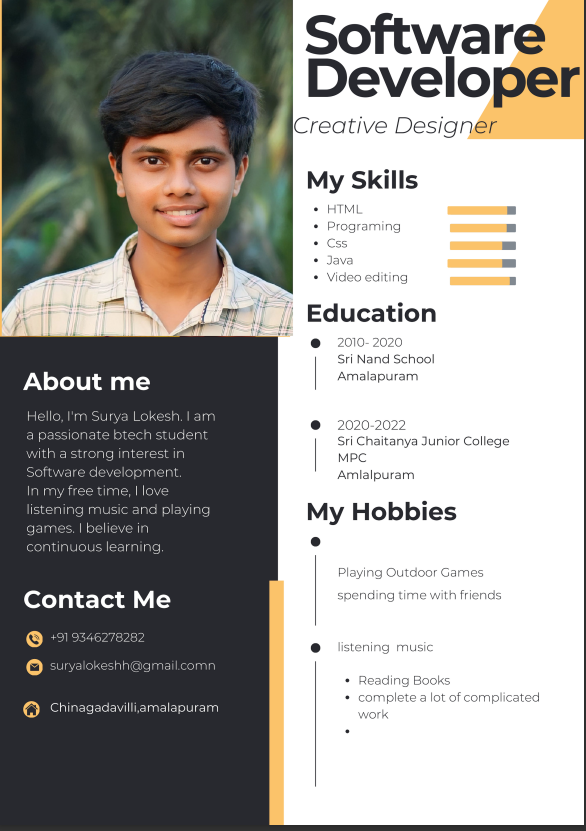 Software
Developer
Creative Designer
My Skills
HTML
Programing
Css
Java
Video editing
Education
2010- 2020
Sri Nand School
Amalapuram
2020-2022
Sri Chaitanya Junior College
MPC
Amlalpuram
My Hobbies
Playing Outdoor Games
spending time with friends
listening music
Reading Books
complete a lot of complicated
work
About me
Hello, I'm Surya Lokesh. I am
a passionate btech student
with a strong interest in
Software development.
In my free time, I love
listening music and playing
games. I believe in
continuous learning.
Contact Me
+91 9346278282
suryalokeshh@gmail.comn
Chinagadavilli,amalapuram